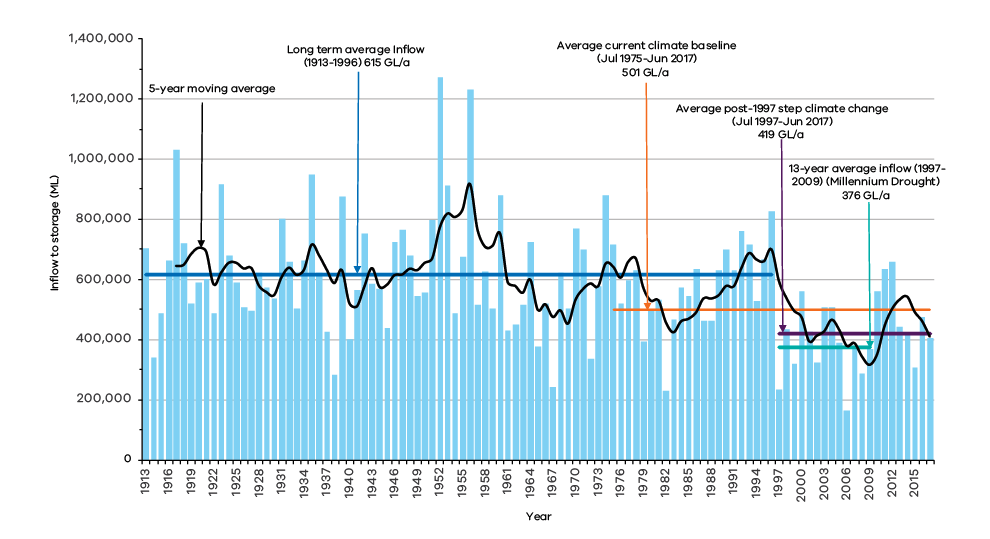 1,400,000
1,200,000
1,000,000
800,000
600,000
400,000
200,000
0
Inflow to storage (ML)
5-year moving average
Long term average Inflow
(1913-1996) 615 GL/a
Average current climate baseline
(Jul 1975-Jun 2017)
501 GL/a
Average post-1997 step climate change
(Jul 1997-Jun 2017)
419 GL/a
13-year average inflow (1997-
2009) (Millennium Drought)
376 GL/a
1913 1916 1919 1922 1925 1928 1931 1934 1937 1940 1943 1946 1949 1952 1955 1958 1961 1964 1967 1970 1973 1976 1979 1982 1985 1988 1991 1994 1997 2000 2003 2006 2009 2012 2015
Year